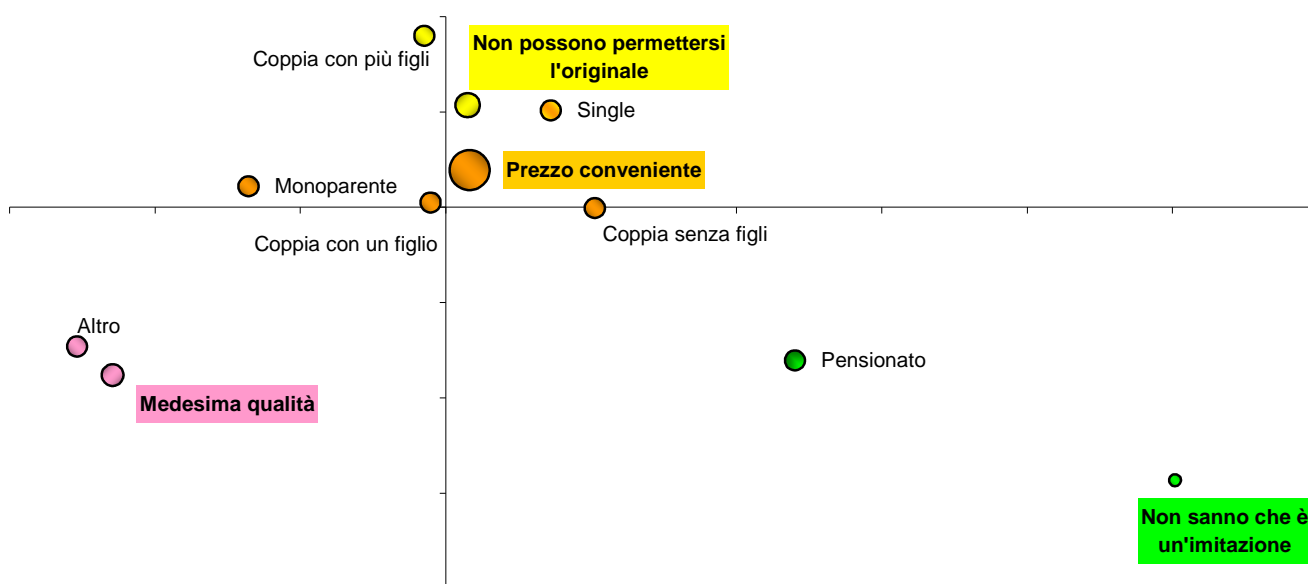 Non possono permettersi
l'originale
Coppia con più figli
Single
Prezzo conveniente
Monoparente
Coppia con un figlio
Coppia senza figli
Altro
Medesima qualità
Pensionato
Non sanno che è
un'imitazione